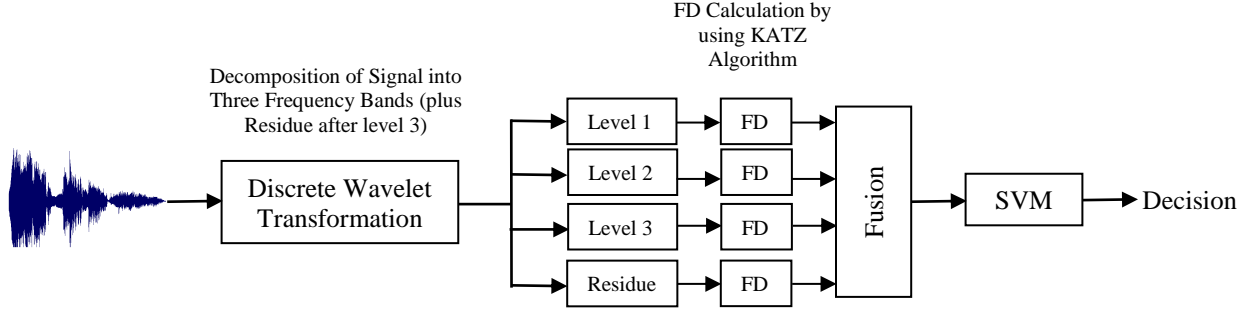 FD Calculation by
using KATZ
Algorithm
Decomposition of Signal into
Three Frequency Bands (plus
Residue after level 3)
Discrete Wavelet
Transformation
Level 1
FD
Level 2
FD
Level 3
FD
Residue
FD
Fusion
SVM
Decision